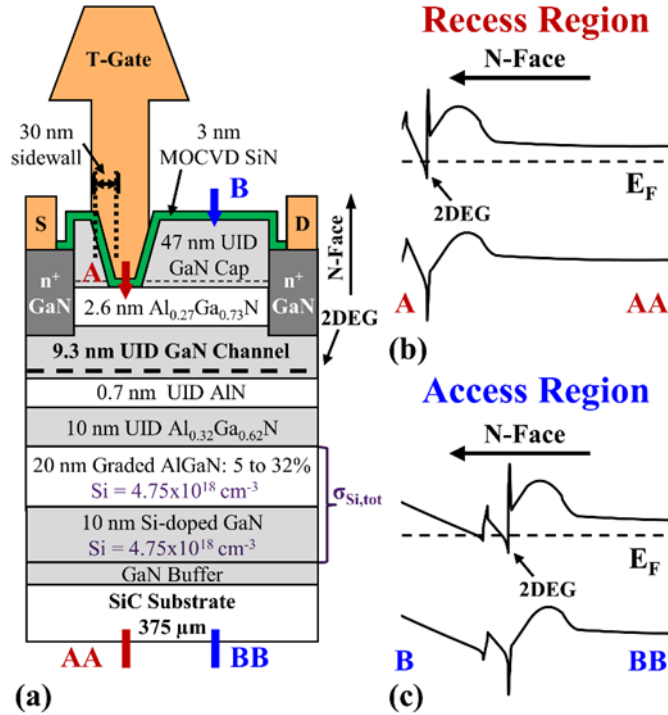 T-Gate
30 nm
sidewall
3 nm
MOCVD SiN
B
S
D
N-Face
47 nm UID
GaN Cap
A
n+
GaN
n+
GaN
2.6 nm Al0.27Ga0.73N
2DEG
9.3 nm UID GaN Channel
0.7 nm UID AlN
10 nm UID Al0.32Ga0.62N
20 nm Graded AlGaN: 5 to 32%
Si = 4.75x10^18 cm^-3
σSi,tot
10 nm Si-doped GaN
Si = 4.75x10^18 cm^-3
GaN Buffer
SiC Substrate
375 μm
AA
BB
(a)
Recess Region
N-Face
EF
2DEG
A
AA
(b)
Access Region
N-Face
EF
2DEG
B
BB
(c)